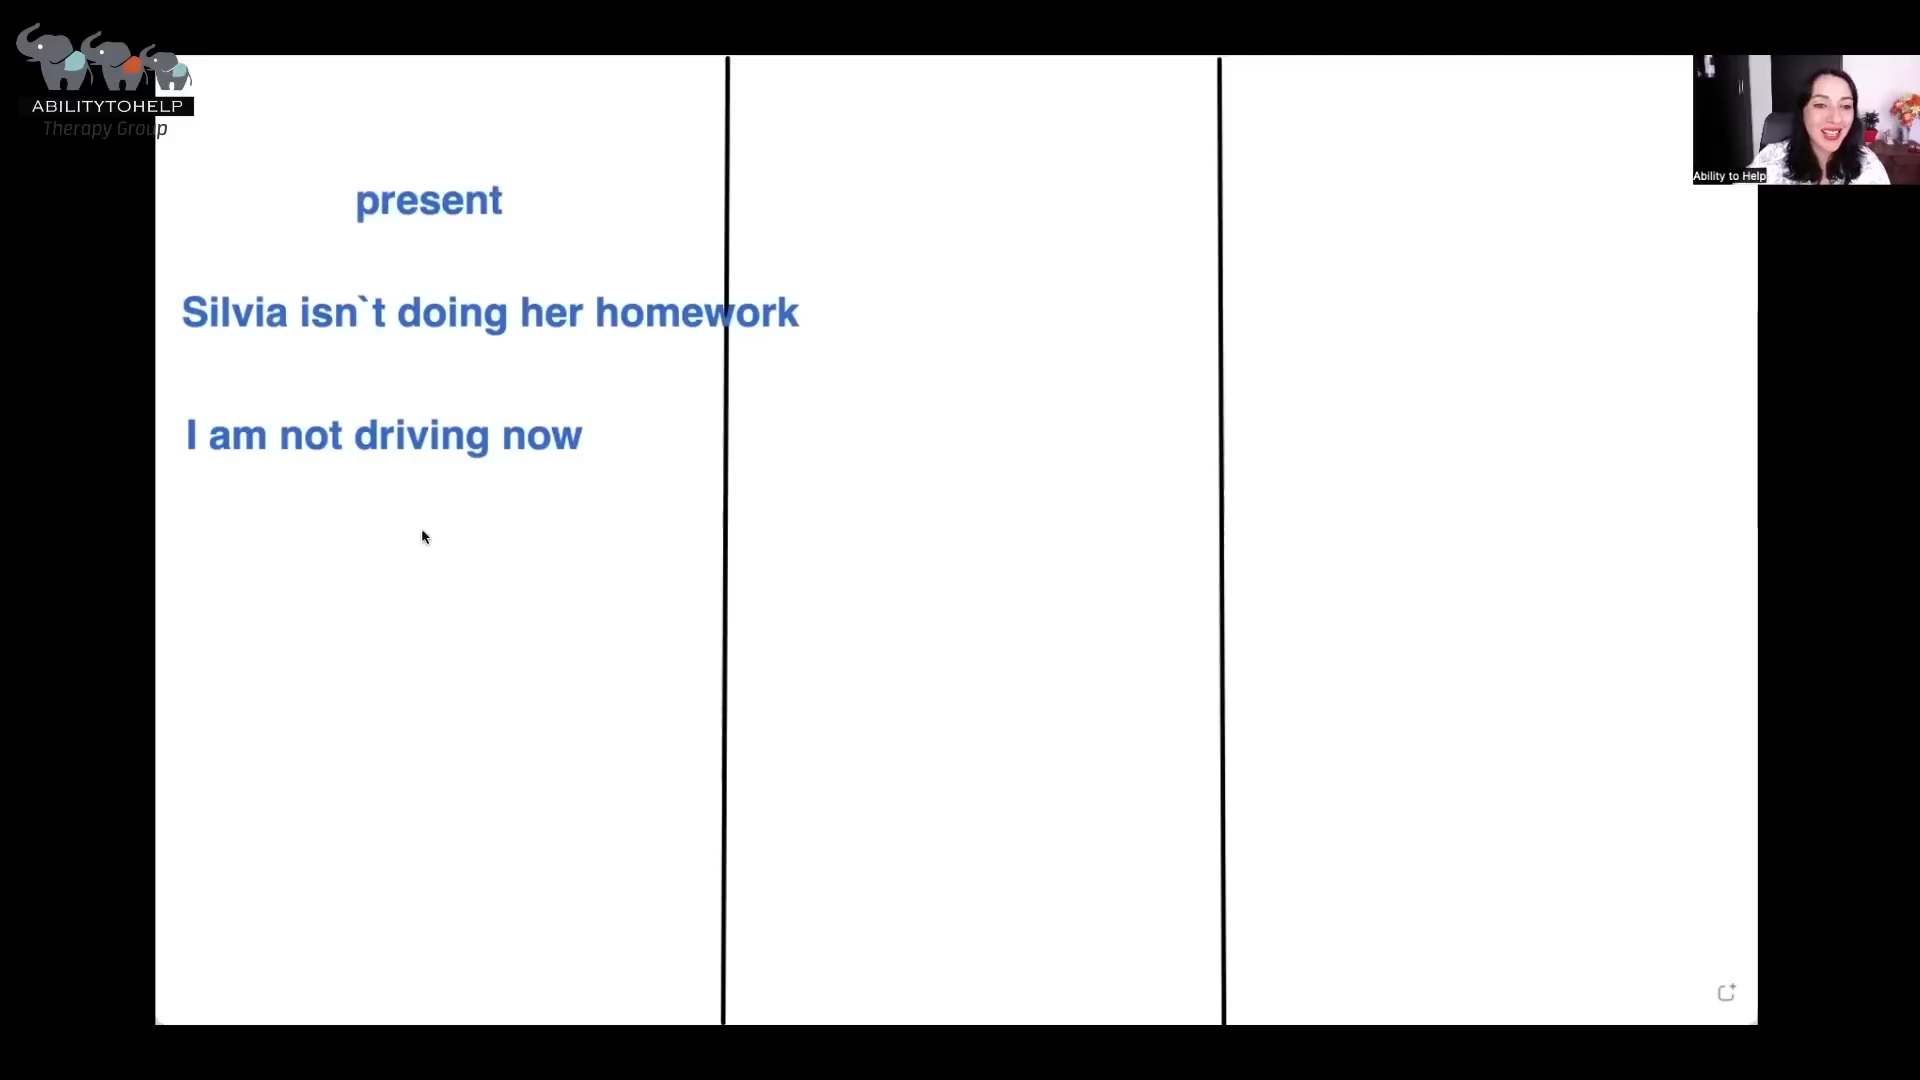 ABILITYTOHELP
Therapy Group
Ability to Help
present
Silvia isn`t doing her homework
I am not driving now